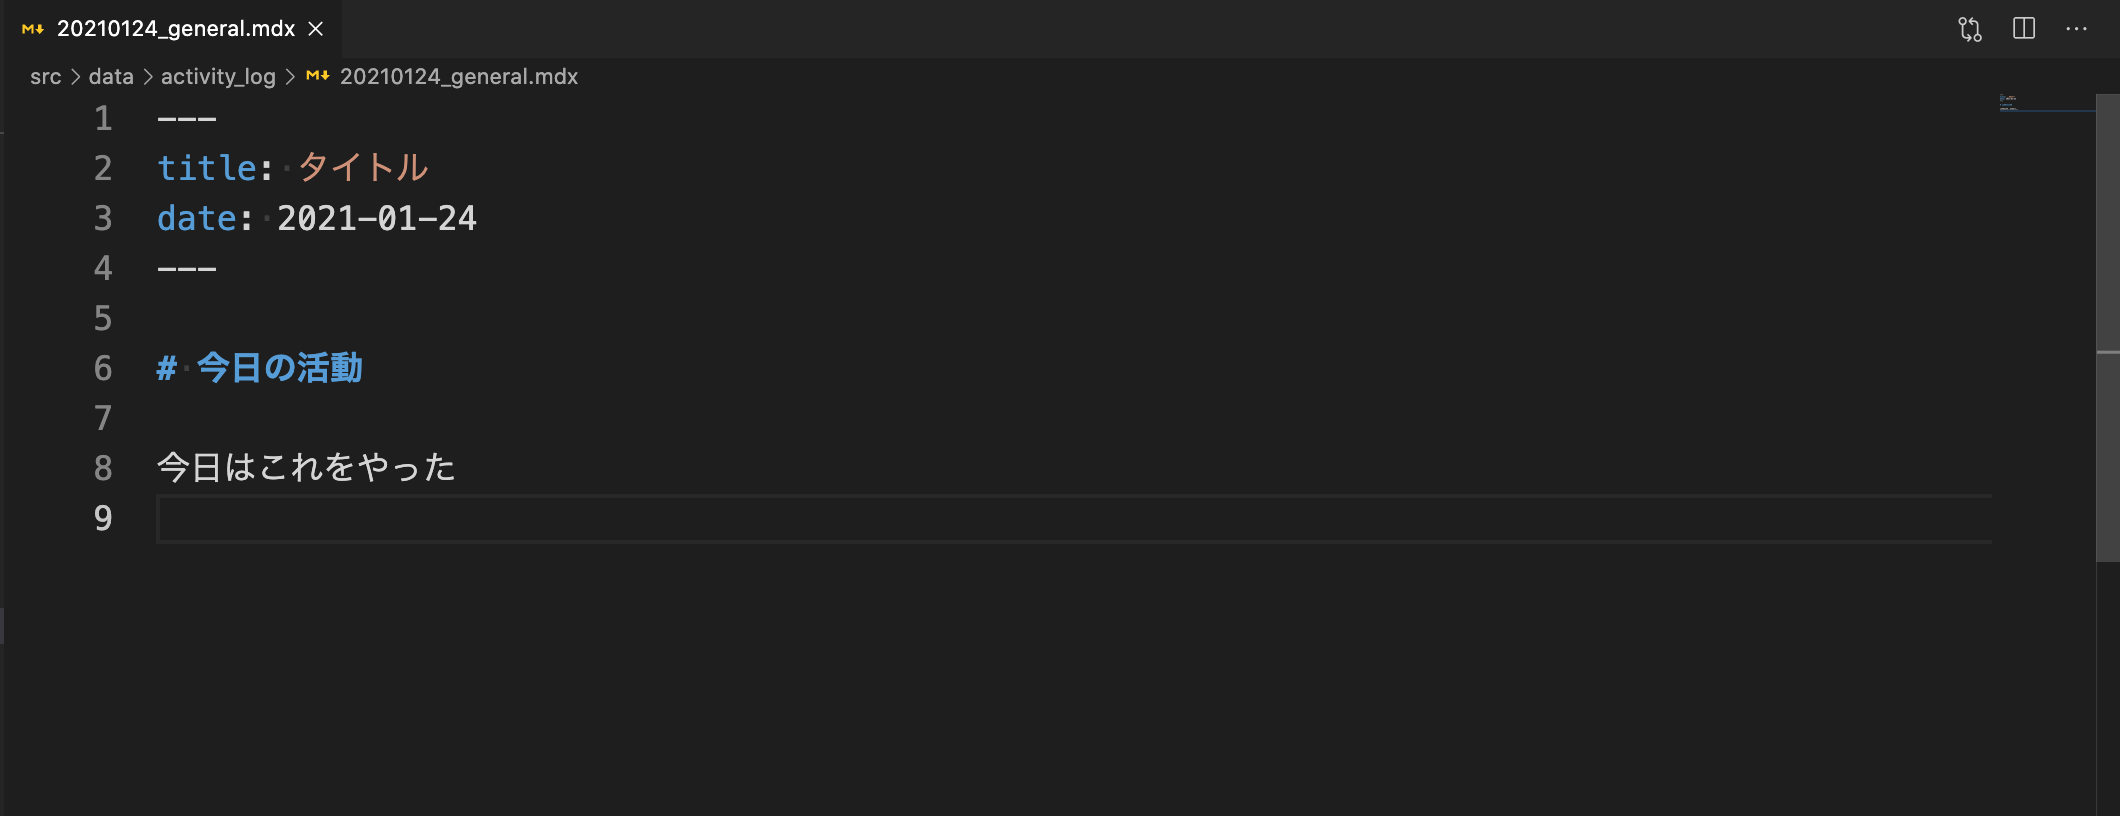 20210124_general.mdx
src > data > activity_log > 20210124_general.mdx
1 ---
2 title: タイトル
3 date: 2021-01-24
4 ---
5
6 # 今日の活動
7
8 今日はこれをやった
9